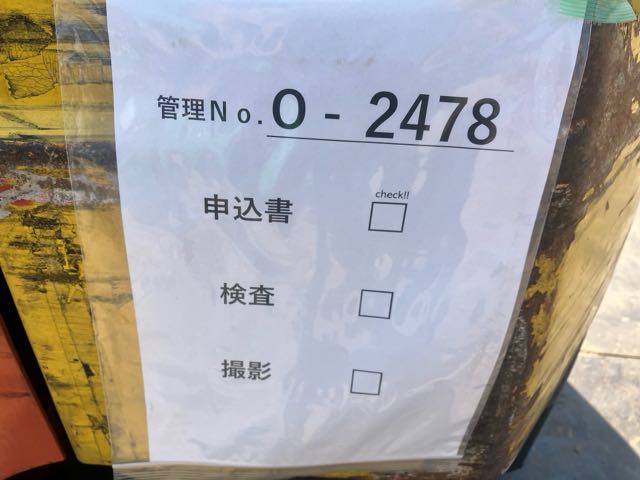 管理No. O - 2478
check!!
申込書 □
検査 □
撮影 □